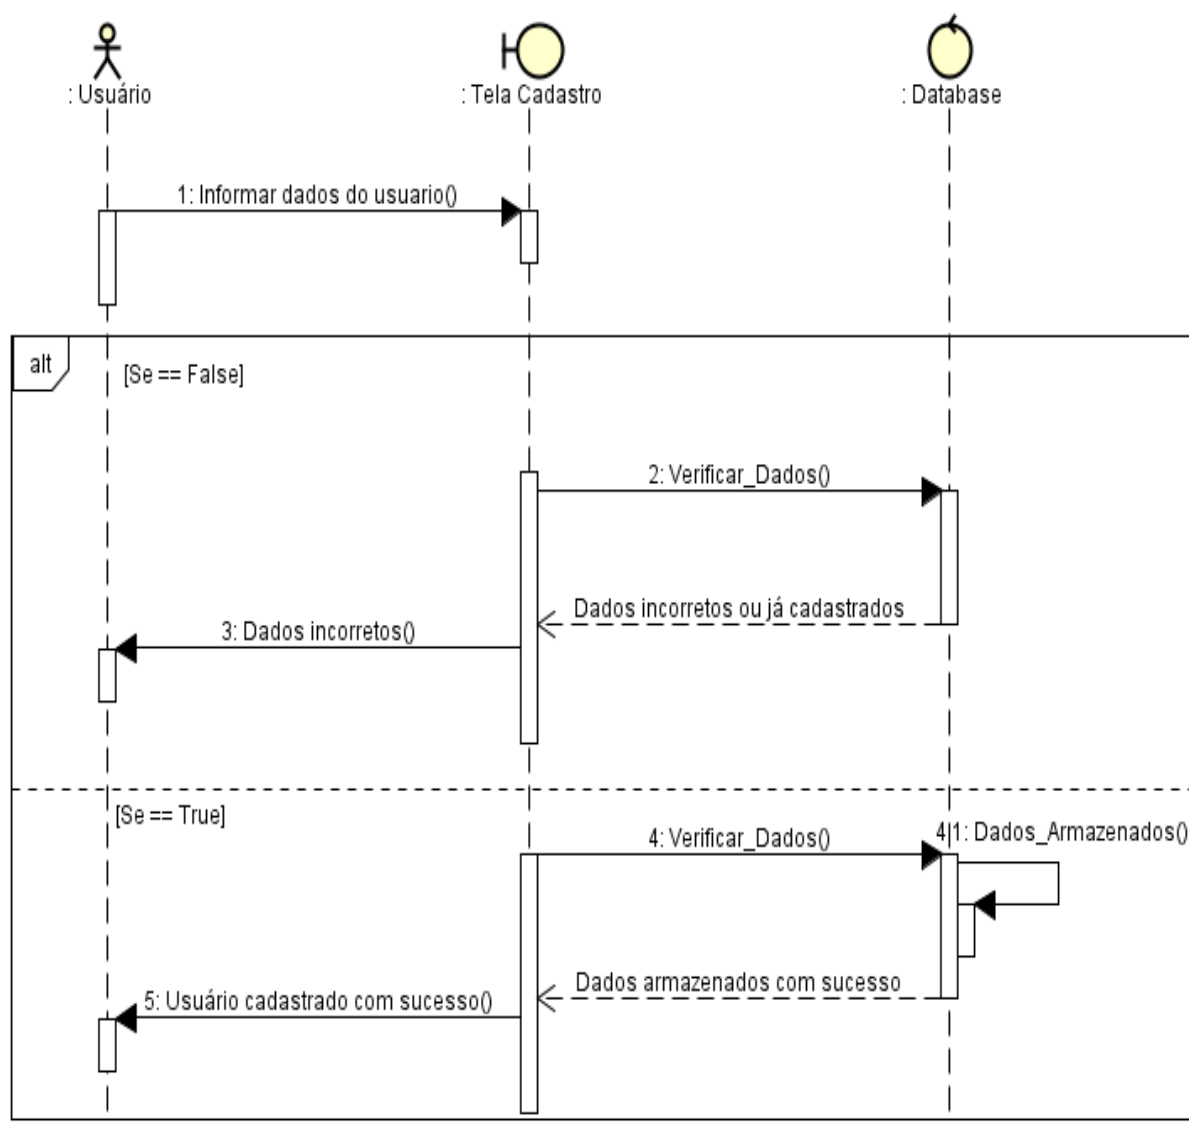 : Usuário
: Tela Cadastro
: Database
1: Informar dados do usuario()
alt
[Se == False]
2: Verificar_Dados()
Dados incorretos ou já cadastrados
3: Dados incorretos()
[Se == True]
4: Verificar_Dados()
4.1: Dados_Armazenados()
Dados armazenados com sucesso
5: Usuário cadastrado com sucesso()